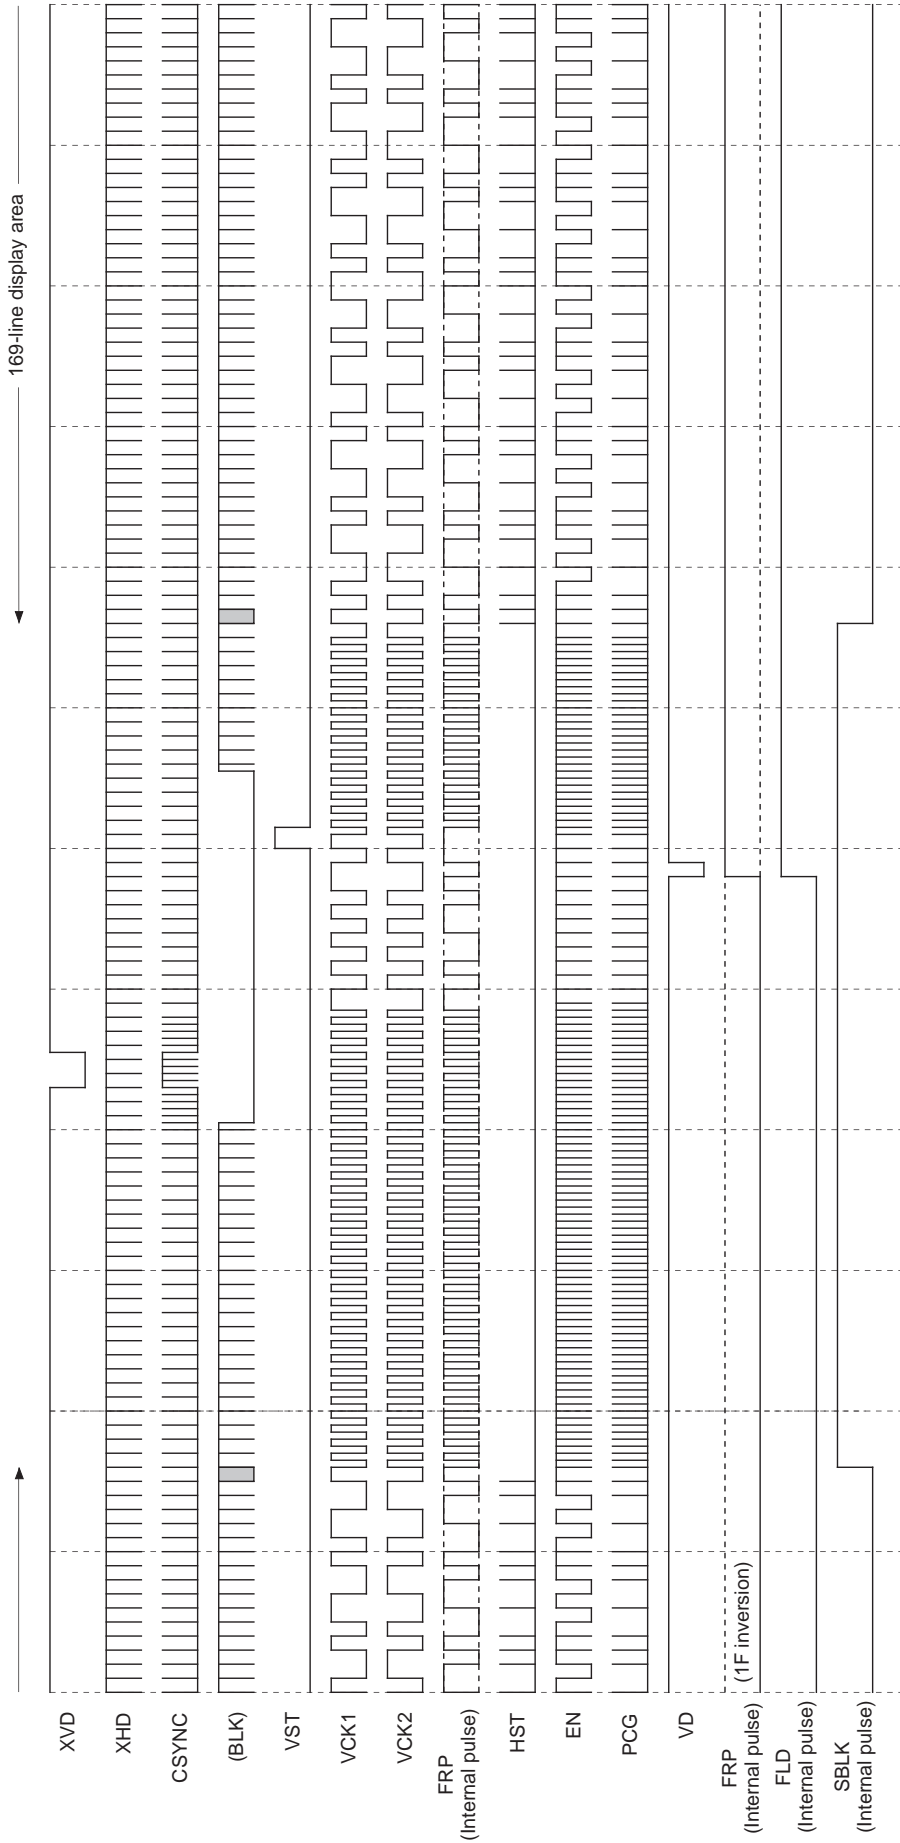 169-line display area
XVD
XHD
CSYNC
(BLK)
VST
VCK1
VCK2
FRP
(Internal pulse)
HST
EN
PCG
VD
(1F inversion)
FRP
(Internal pulse)
FLD
(Internal pulse)
SBLK
(Internal pulse)